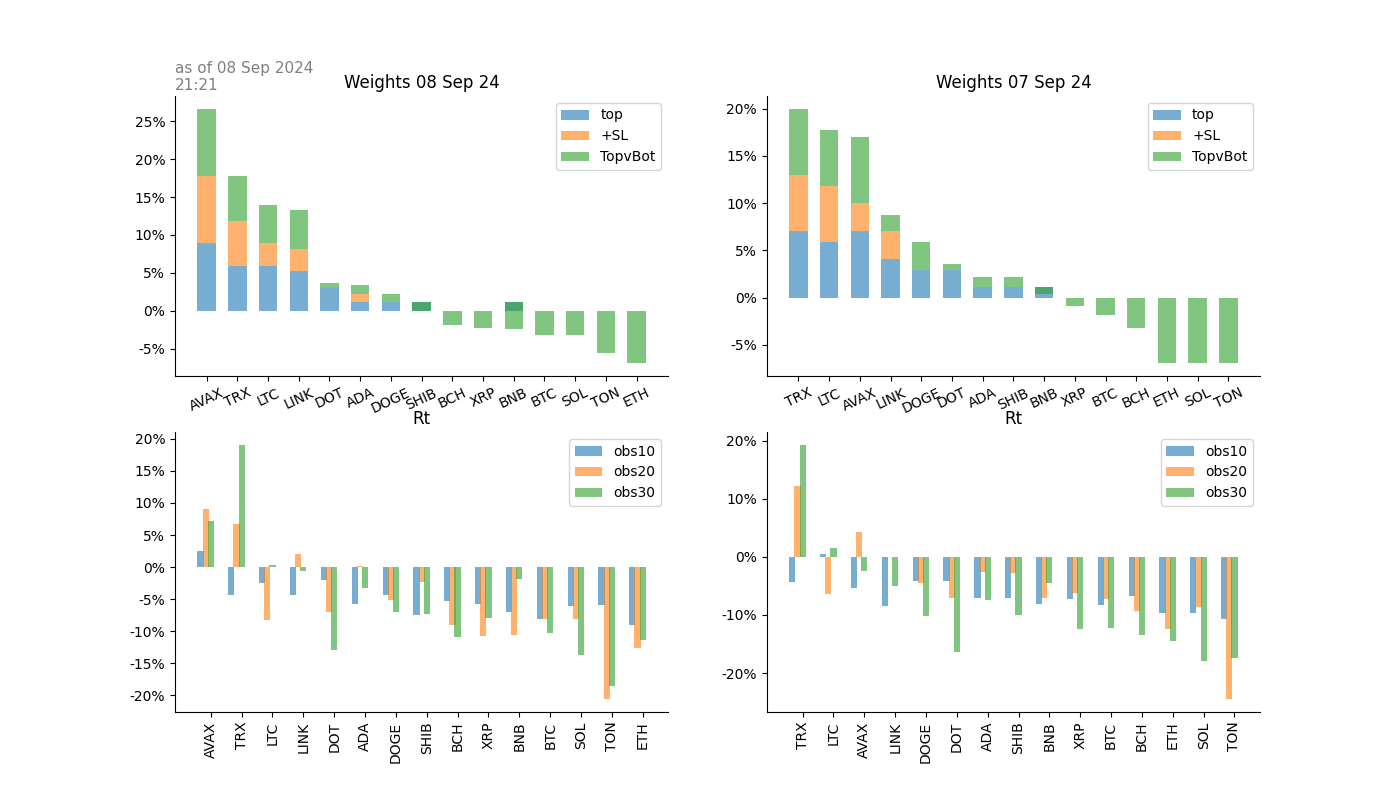 as of 08 Sep 2024
21:21
Weights 08 Sep 24
25%
20%
15%
10%
5%
0%
-5%
top
+SL
TopvBot
AVAX TRX LTC LINK DOT ADA DOGE SHIB BCH XRP BNB BTC SOL TON ETH
Weights 07 Sep 24
20%
15%
10%
5%
0%
-5%
top
+SL
TopvBot
TRX LTC AVAX LINK DOGE DOT ADA SHIB BNB XRP BTC BCH ETH SOL TON
Rt
20%
15%
10%
5%
0%
-5%
-10%
-15%
-20%
obs10
obs20
obs30
AVAX TRX LTC LINK DOT ADA DOGE SHIB BCH XRP BNB BTC SOL TON ETH
Rt
20%
10%
0%
-10%
-20%
obs10
obs20
obs30
TRX LTC AVAX LINK DOGE DOT ADA SHIB BNB XRP BTC BCH ETH SOL TON